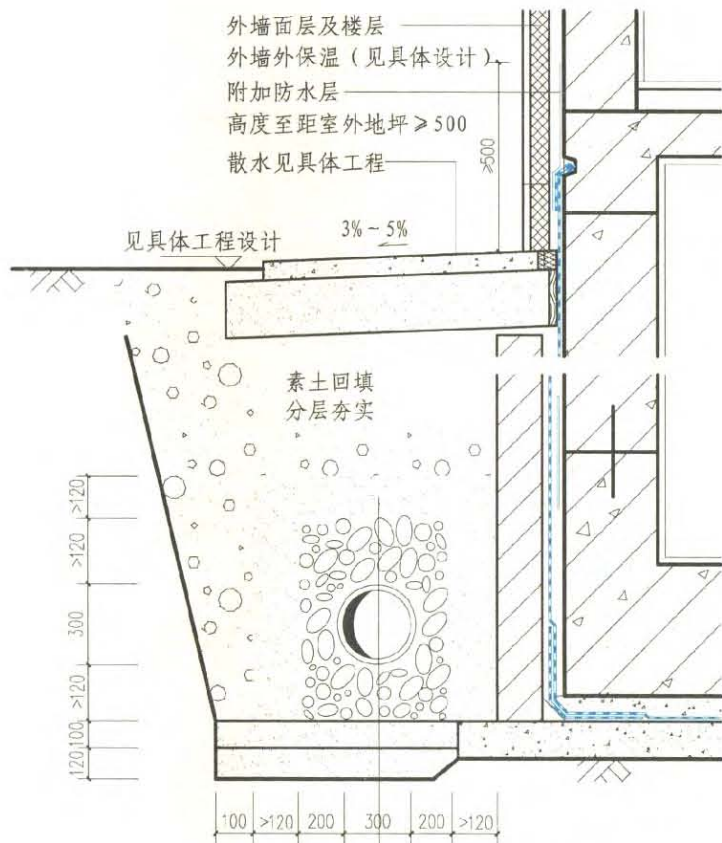 外墙面层及楼层
外墙外保温（见具体设计）
附加防水层
高度至距室外地坪≥500
散水见具体工程
≥500
见具体工程设计
3%~5%
素土回填
分层夯实
>120
>120
300
>120
100
120
100
>120
200
300
200
>120